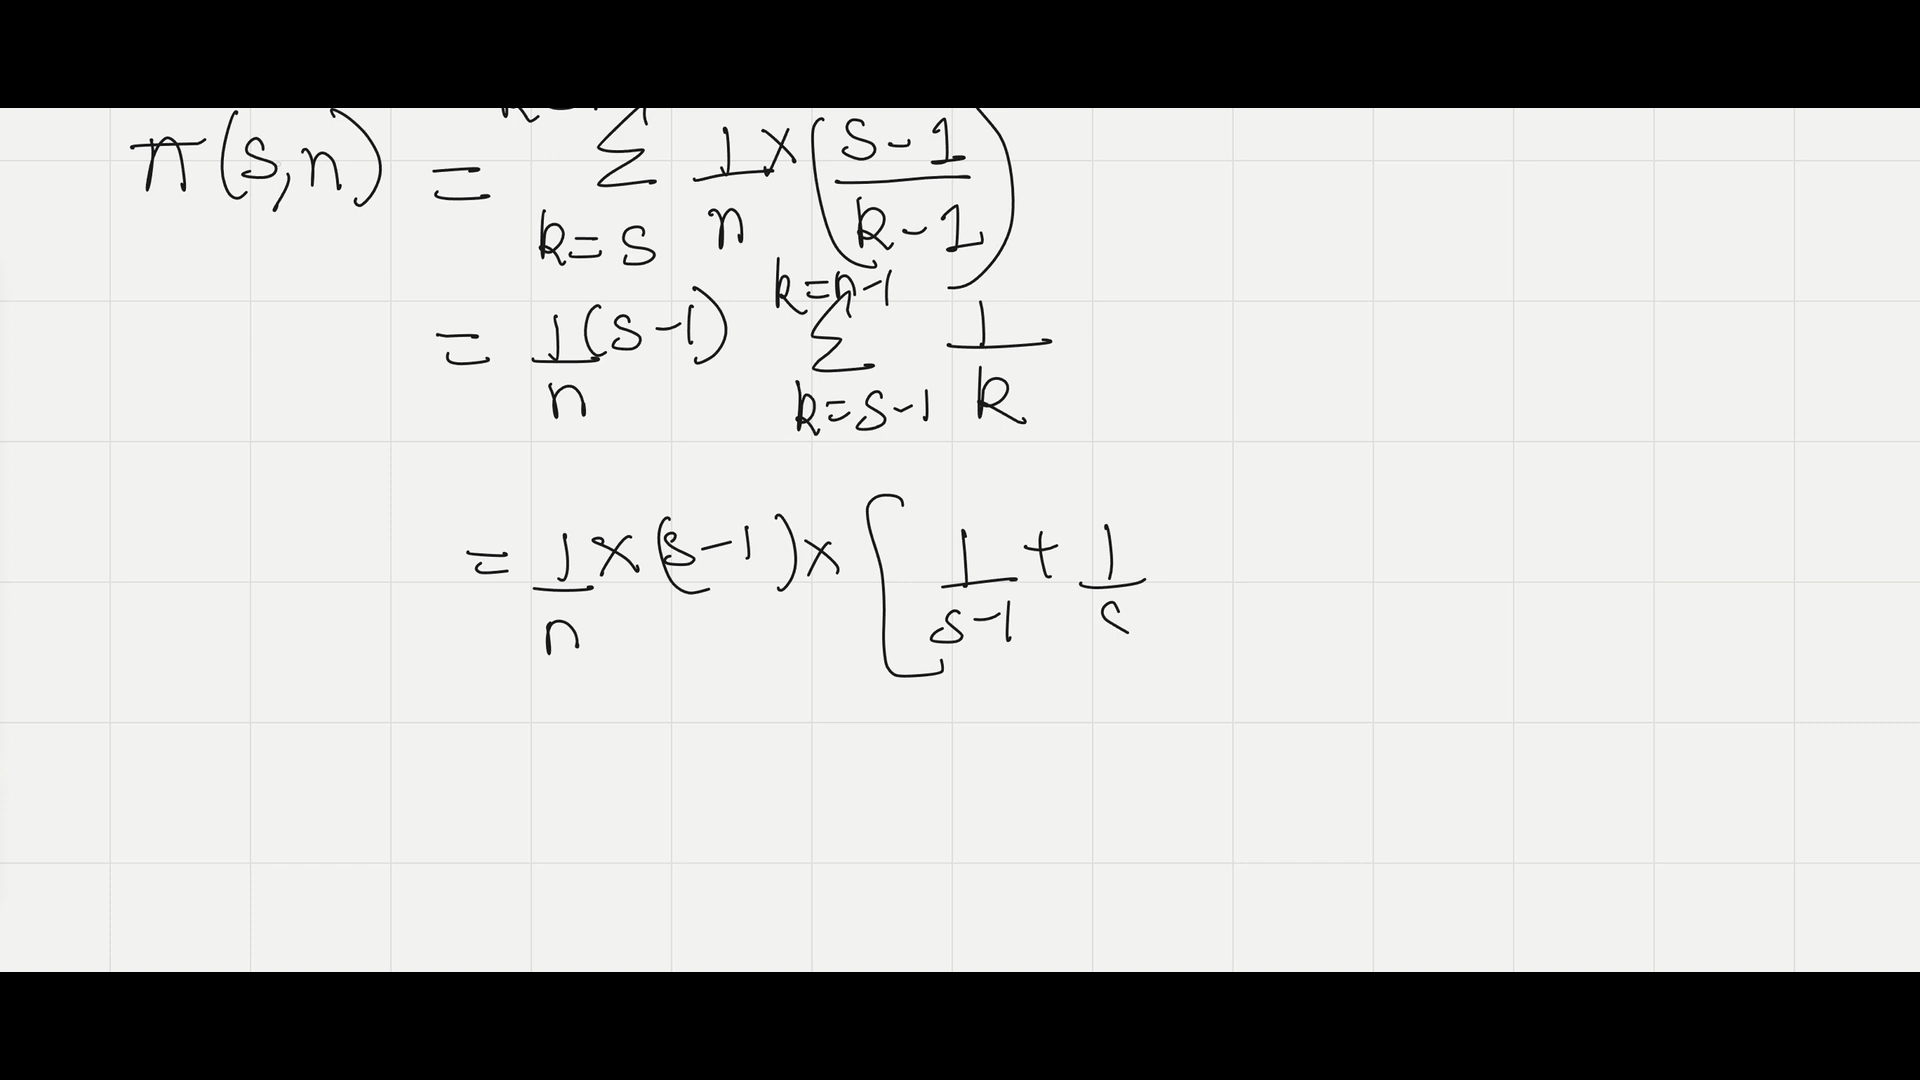 π(s,n) = Σ k=s 1/n × (s-1/k-1)
= 1/n (s-1) Σ k=n-1 k=s-1 1/k
= 1/n × (s-1) × [ 1/s-1 + 1/s